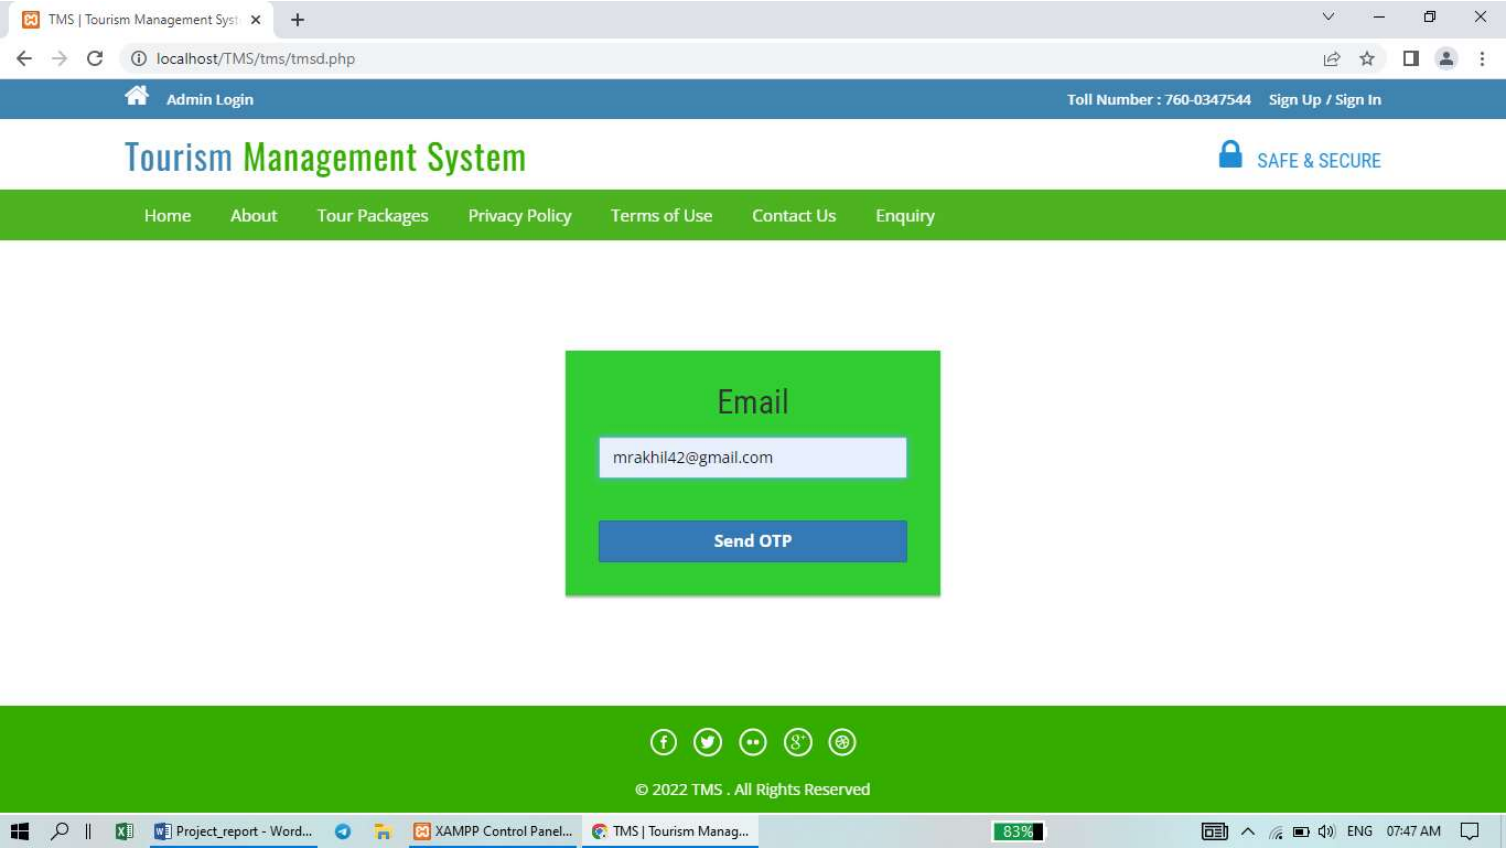 TMS | Tourism Management Syst
localhost/TMS/tms/tmsd.php
Admin Login
Toll Number : 760-0347544 Sign Up / Sign In
Tourism Management System
SAFE & SECURE
Home About Tour Packages Privacy Policy Terms of Use Contact Us Enquiry
Email
mrakhil42@gmail.com
Send OTP
© 2022 TMS . All Rights Reserved
Project_report - Word... XAMPP Control Panel... TMS | Tourism Manag... 83% ENG 07:47 AM